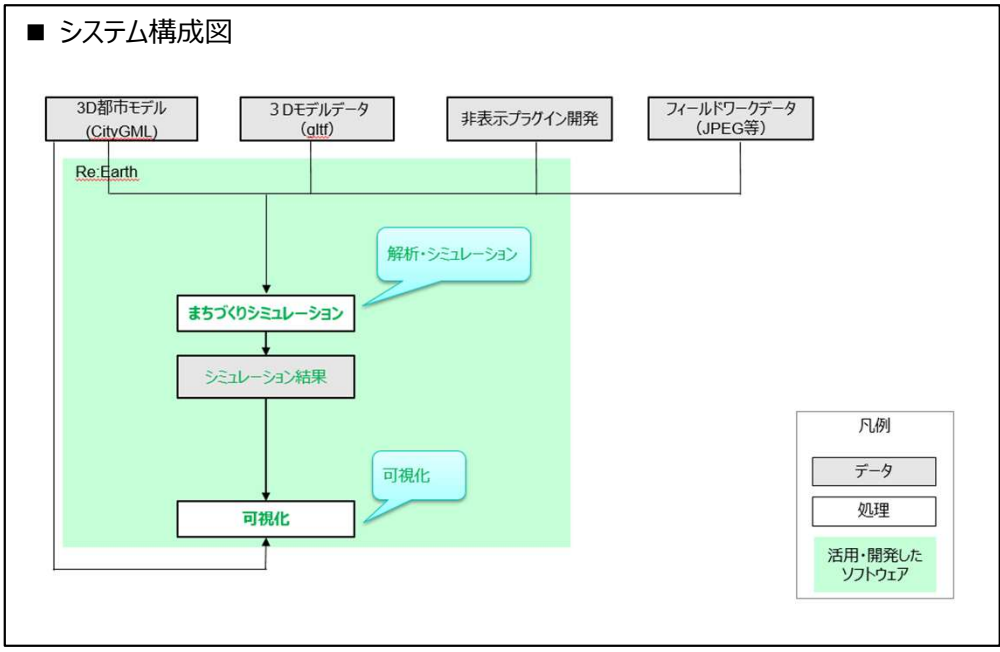 ■ システム構成図
3D都市モデル
(CityGML)
3Dモデルデータ
(gltf)
非表示プラグイン開発
フィールドワークデータ
(JPEG等)
Re:Earth
解析・シミュレーション
まちづくりシミュレーション
シミュレーション結果
可視化
可視化
凡例
データ
処理
活用・開発した
ソフトウェア